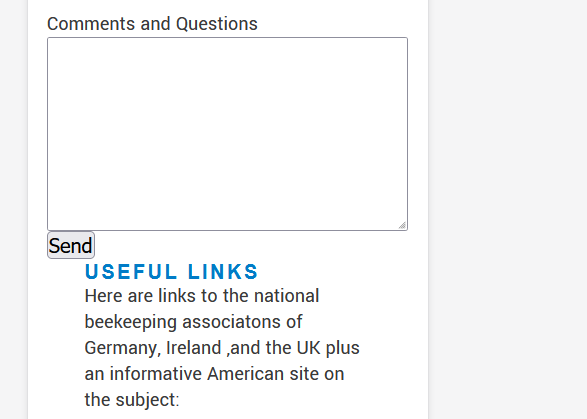 Comments and Questions
Send
USEFUL LINKS
Here are links to the national
beekeeping associatons of
Germany, Ireland ,and the UK plus
an informative American site on
the subject: